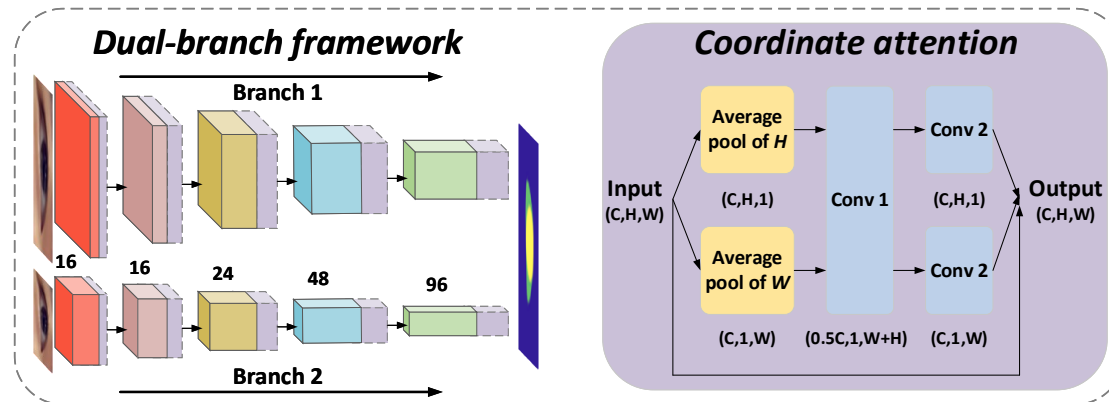 Dual-branch framework
Branch 1
16
16
24
48
96
Branch 2
Coordinate attention
Average
pool of H
Conv 2
Input
(C,H,W)
(C,H,1)
Conv 1
(C,H,1)
Output
(C,H,W)
Average
pool of W
Conv 2
(C,1,W)
(0.5C,1,W+H)
(C,1,W)